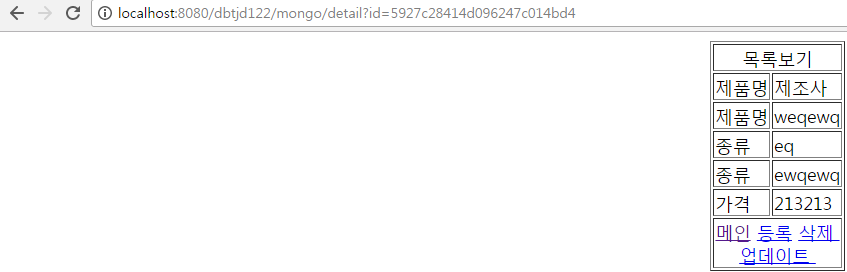 localhost:8080/dbtjd122/mongo/detail?id=5927c28414d096247c014bd4
목록보기
제품명 제조사
제품명 weqewq
종류 eq
종류 ewqewq
가격 213213
메인 등록 삭제
업데이트